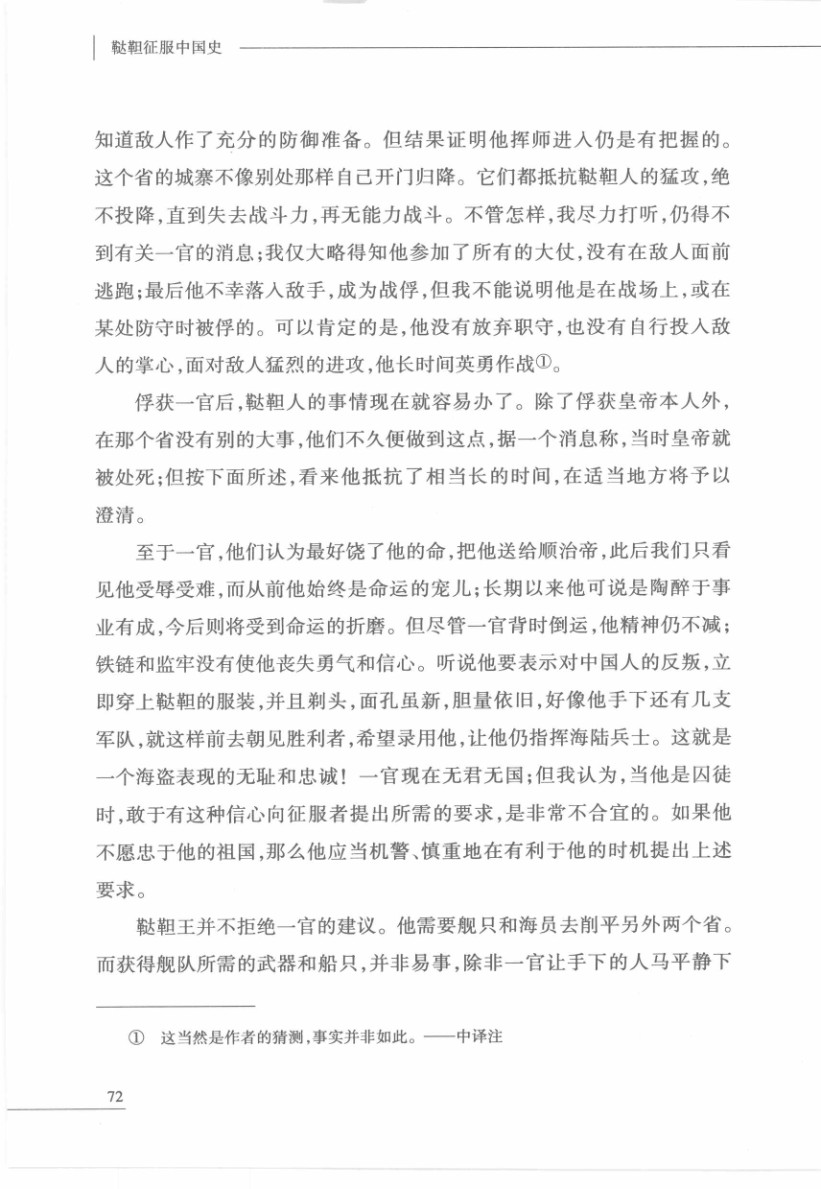 鞑靼征服中国史
知道敌人作了充分的防御准备。但结果证明他挥师进入仍是有把握的。
这个省的城寨不像别处那样自己开门归降。它们都抵抗鞑靼人的猛攻,绝
不投降,直到失去战斗力,再无能力战斗。不管怎样,我尽力打听,仍得不
到有关一官的消息;我仅大略得知他参加了所有的大仗,没有在敌人面前
逃跑;最后他不幸落入敌手,成为战俘,但我不能说明他是在战场上,或在
某处防守时被俘的。可以肯定的是,他没有放弃职守,也没有自行投入敌
人的掌心,面对敌人猛烈的进攻,他长时间英勇作战①。
俘获一官后,鞑靼人的事情现在就容易办了。除了俘获皇帝本人外,
在那个省没有别的大事,他们不久便做到这点,据一个消息称,当时皇帝就
被处死;但按下面所述,看来他抵抗了相当长的时间,在适当地方将予以
澄清。
至于一官,他们认为最好饶了他的命,把他送给顺治帝,此后我们只看
见他受辱受难,而从前他始终是命运的宠儿;长期以来他可说是陶醉于事
业有成,今后则将受到命运的折磨。但尽管一官背时倒运,他精神仍不减;
铁链和监牢没有使他丧失勇气和信心。听说他要表示对中国人的反叛,立
即穿上鞑靼的服装,并且剃头,面孔虽新,胆量依旧,好像他手下还有几支
军队,就这样前去朝见胜利者,希望录用他,让他仍指挥海陆兵士。这就是
一个海盗表现的无耻和忠诚！一官现在无君无国;但我认为,当他是囚徒
时,敢于有这种信心向征服者提出所需的要求,是非常不合宜的。如果他
不愿忠于他的祖国,那么他应当机警、慎重地在有利于他的时机提出上述
要求。
鞑靼王并不拒绝一官的建议。他需要舰只和海员去削平另外两个省。
而获得舰队所需的武器和船只,并非易事,除非一官让手下的人马平静下
① 这当然是作者的猜测,事实并非如此。——中译注
72